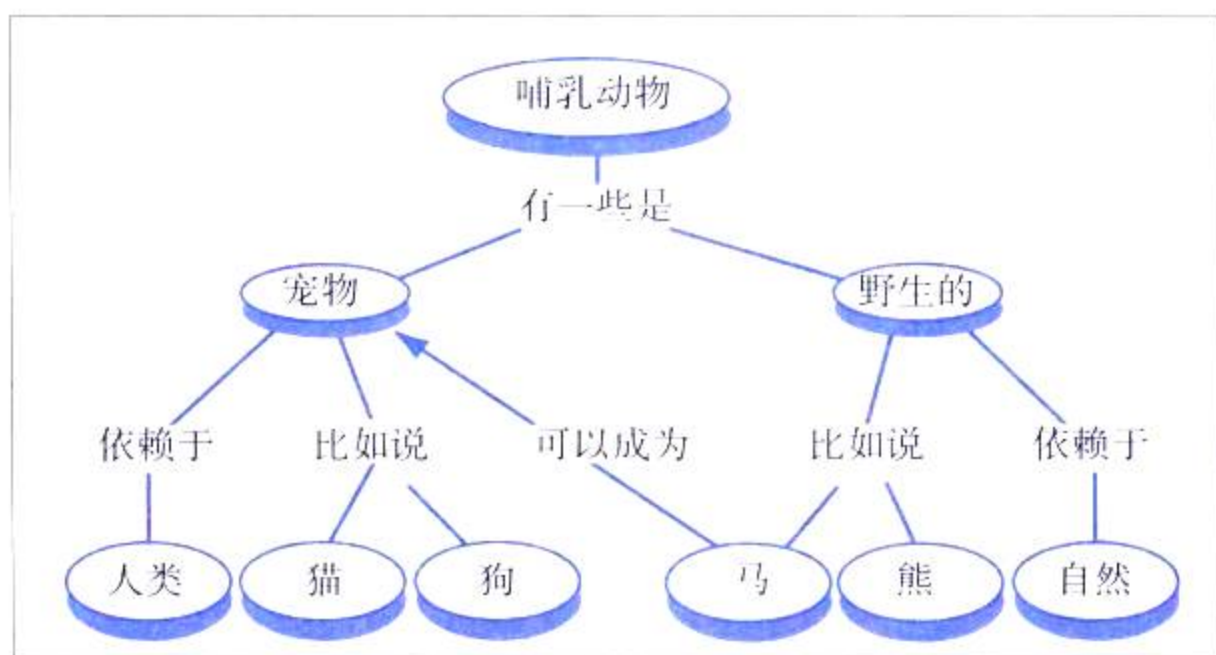 哺乳动物
有一些是
宠物 野生的
依赖于 比如说 可以成为 比如说 依赖于
人类 猫 狗 马 熊 自然